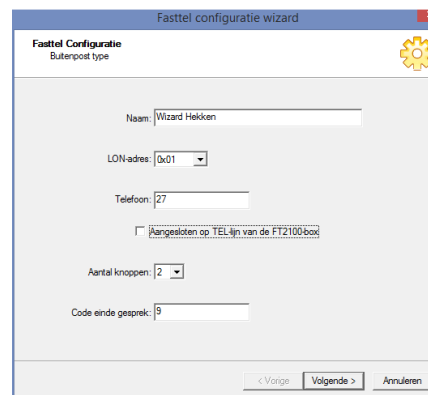 Fasttel configuratie wizard
Fasttel Configuratie
Buitenpost type
Naam: Wizard Hekken
LON-adres: 0x01
Telefoon: 27
Aangesloten op TEL-lijn van de FT2100-box
Aantal knoppen: 2
Code einde gesprek: 9
< Vorige Volgende > Annuleren